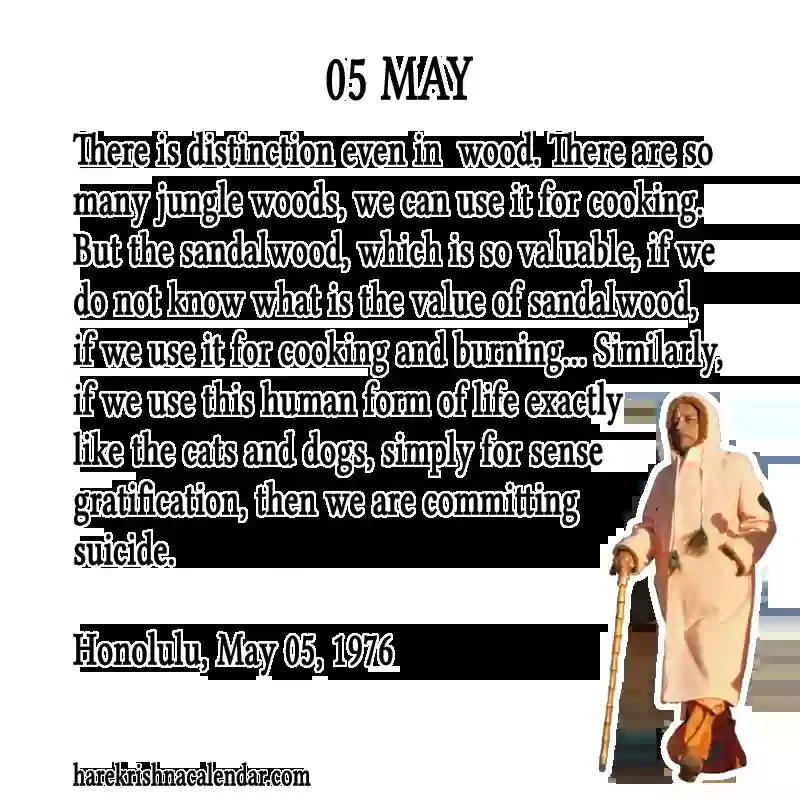 05 MAY
There is distinction even in wood. There are so
many jungle woods, we can use it for cooking.
But the sandalwood, which is so valuable, if we
do not know what is the value of sandalwood,
if we use it for cooking and burning... Similarly,
if we use this human form of life exactly
like the cats and dogs, simply for sense
gratification, then we are committing
suicide.
Honolulu, May 05, 1976
harekrishnacalendar.com